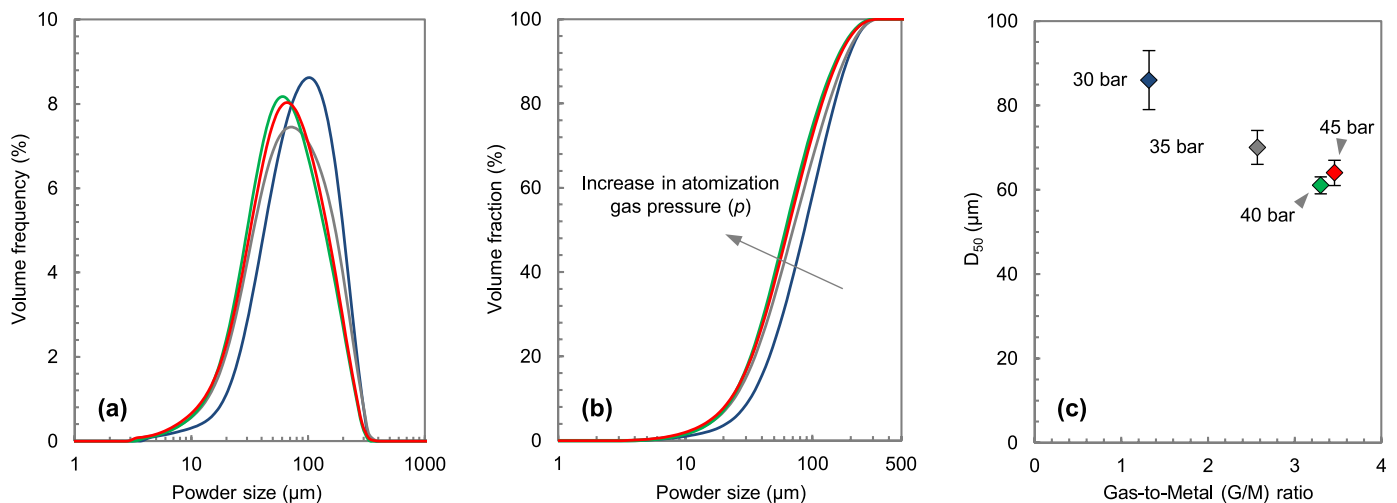 10
8
6
4
2
0
Volume frequency (%)
(a)
1
10
100
1000
Powder size (µm)
100
80
60
40
20
0
Volume fraction (%)
Increase in atomization
gas pressure (p)
(b)
1
10
100
500
Powder size (µm)
100
80
60
40
20
0
D50 (µm)
30 bar
35 bar
45 bar
40 bar
(c)
0
1
2
3
4
Gas-to-Metal (G/M) ratio